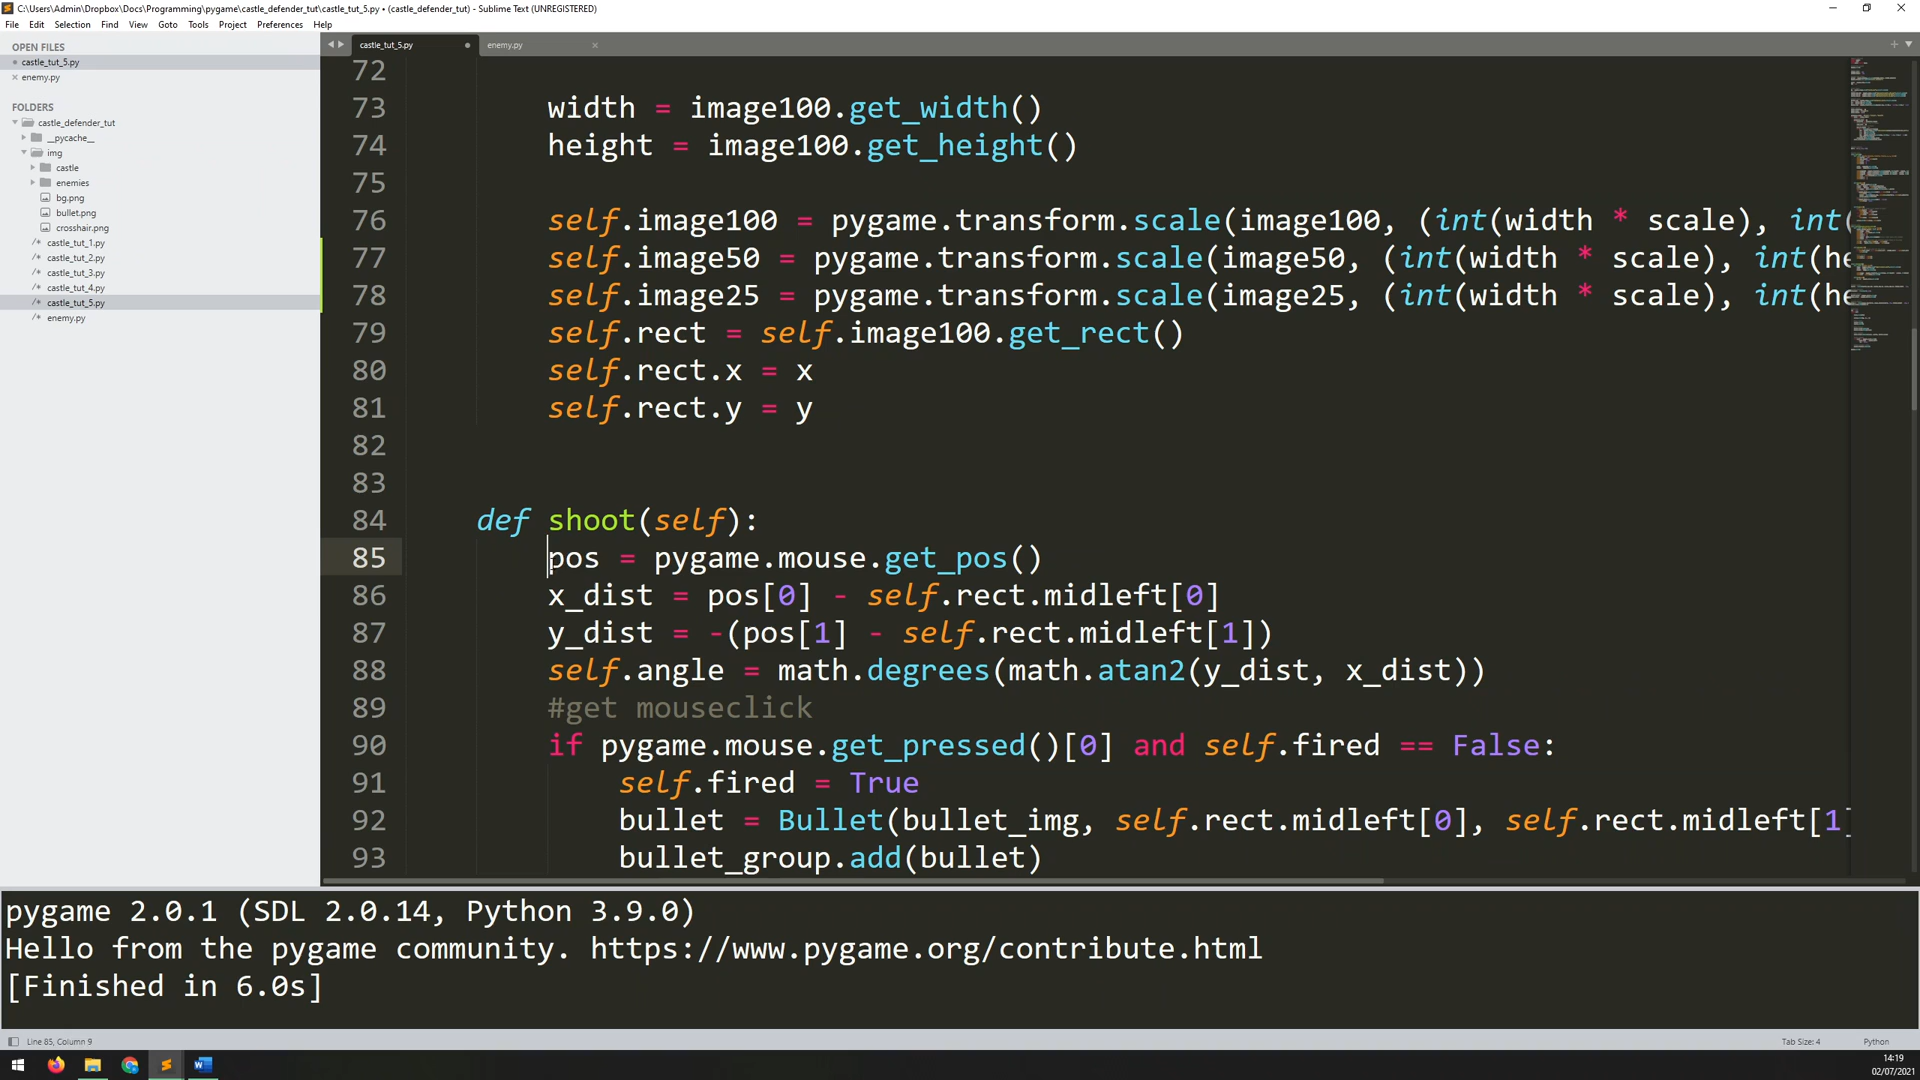 C:\Users\Admin\Dropbox\Docs\Programming\pygame\castle_defender_tut\castle_tut_5.py • (castle_defender_tut) - Sublime Text (UNREGISTERED)
File Edit Selection Find View Goto Tools Project Preferences Help
OPEN FILES
castle_tut_5.py
enemy.py
FOLDERS
castle_defender_tut
__pycache__
img
castle
enemies
bg.png
bullet.png
crosshair.png
castle_tut_1.py
castle_tut_2.py
castle_tut_3.py
castle_tut_4.py
castle_tut_5.py
enemy.py
castle_tut_5.py enemy.py
72
73 width = image100.get_width()
74 height = image100.get_height()
75
76 self.image100 = pygame.transform.scale(image100, (int(width * scale), int(
77 self.image50 = pygame.transform.scale(image50, (int(width * scale), int(he
78 self.image25 = pygame.transform.scale(image25, (int(width * scale), int(he
79 self.rect = self.image100.get_rect()
80 self.rect.x = x
81 self.rect.y = y
82
83
84 def shoot(self):
85 pos = pygame.mouse.get_pos()
86 x_dist = pos[0] - self.rect.midleft[0]
87 y_dist = -(pos[1] - self.rect.midleft[1])
88 self.angle = math.degrees(math.atan2(y_dist, x_dist))
89 #get mouseclick
90 if pygame.mouse.get_pressed()[0] and self.fired == False:
91 self.fired = True
92 bullet = Bullet(bullet_img, self.rect.midleft[0], self.rect.midleft[1]
93 bullet_group.add(bullet)
pygame 2.0.1 (SDL 2.0.14, Python 3.9.0)
Hello from the pygame community. https://www.pygame.org/contribute.html
[Finished in 6.0s]
Line 85, Column 9 Tab Size: 4 Python
14:19
02/07/2021